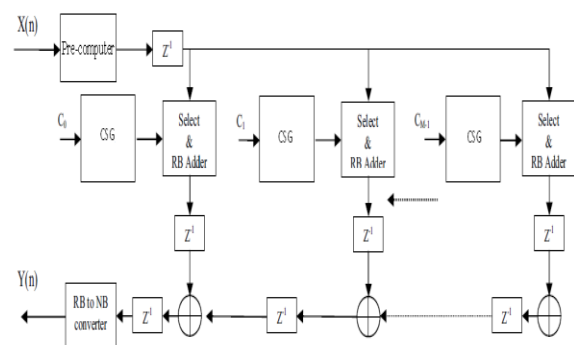 X(n)
Pre-computer
Z⁻¹
C₀
CSG
Select
&
RB Adder
C₁
CSG
Select
&
RB Adder
C_M-1
CSG
Select
&
RB Adder
Z⁻¹
Z⁻¹
Z⁻¹
Y(n)
RB to NB
converter
Z⁻¹
Z⁻¹
Z⁻¹